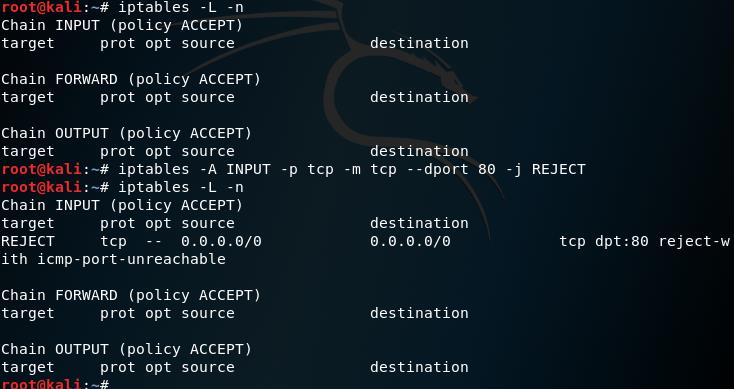 root@kali:~# iptables -L -n
Chain INPUT (policy ACCEPT)
target     prot opt source               destination
Chain FORWARD (policy ACCEPT)
target     prot opt source               destination
Chain OUTPUT (policy ACCEPT)
target     prot opt source               destination
root@kali:~# iptables -A INPUT -p tcp -m tcp --dport 80 -j REJECT
root@kali:~# iptables -L -n
Chain INPUT (policy ACCEPT)
target     prot opt source               destination
REJECT     tcp  --  0.0.0.0/0            0.0.0.0/0            tcp dpt:80 reject-w
ith icmp-port-unreachable
Chain FORWARD (policy ACCEPT)
target     prot opt source               destination
Chain OUTPUT (policy ACCEPT)
target     prot opt source               destination
root@kali:~#